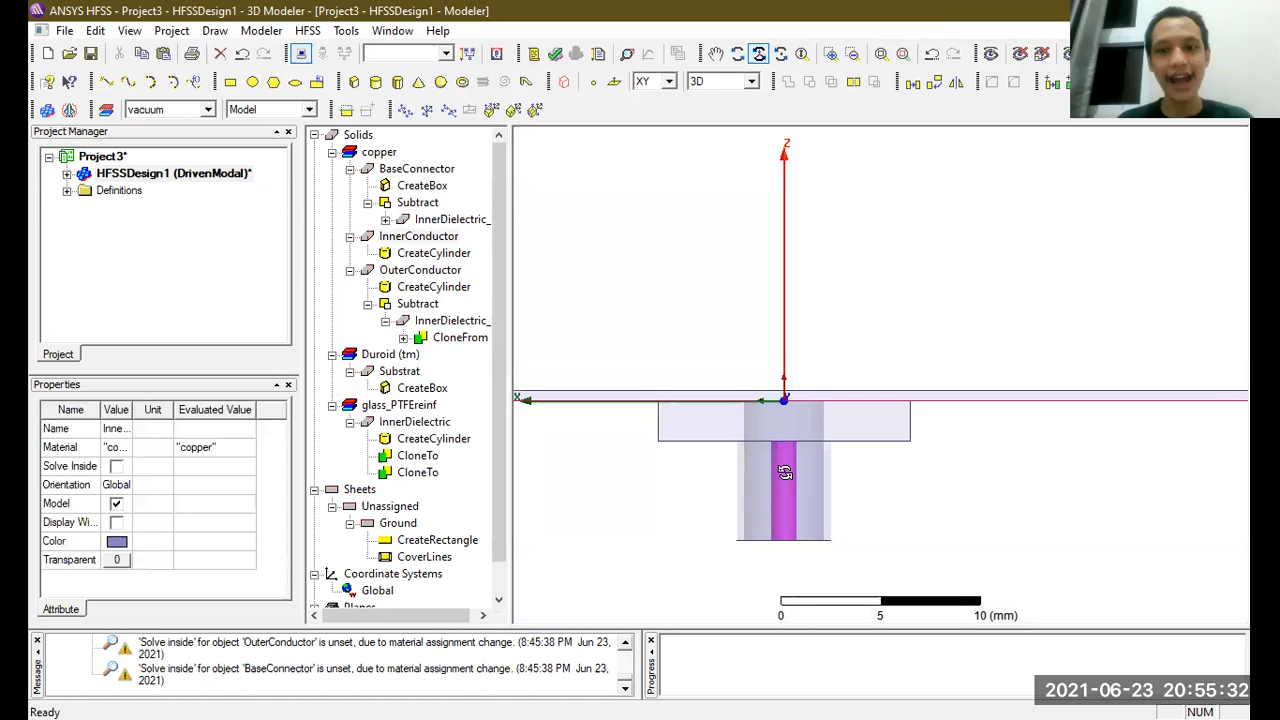 ANSYS HFSS - Project3 - HFSSDesign1 - 3D Modeler - [Project3 - HFSSDesign1 - Modeler]
File Edit View Project Draw Modeler HFSS Tools Window Help
XY 3D
vacuum Model
Project Manager
Project3*
HFSSDesign1 (DrivenModal)*
Definitions
Project
Properties
Name Value Unit Evaluated Value
Name Inne...
Material "co... "copper"
Solve Inside
Orientation Global
Model
Display Wi...
Color
Transparent 0
Attribute
Solids
copper
BaseConnector
CreateBox
Subtract
InnerDielectric_
InnerConductor
CreateCylinder
OuterConductor
CreateCylinder
Subtract
InnerDielectric_
CloneFrom
Duroid (tm)
Substrat
CreateBox
glass_PTFEreinf
InnerDielectric
CreateCylinder
CloneTo
CloneTo
Sheets
Unassigned
Ground
CreateRectangle
CoverLines
Coordinate Systems
Global
Planes
Z
X
0 5 10 (mm)
Message
'Solve inside' for object 'OuterConductor' is unset, due to material assignment change. (8:45:38 PM Jun 23,
2021)
'Solve inside' for object 'BaseConnector' is unset, due to material assignment change. (8:45:38 PM Jun 23,
2021)
Progress
2021-06-23 20:55:32
Ready
NUM